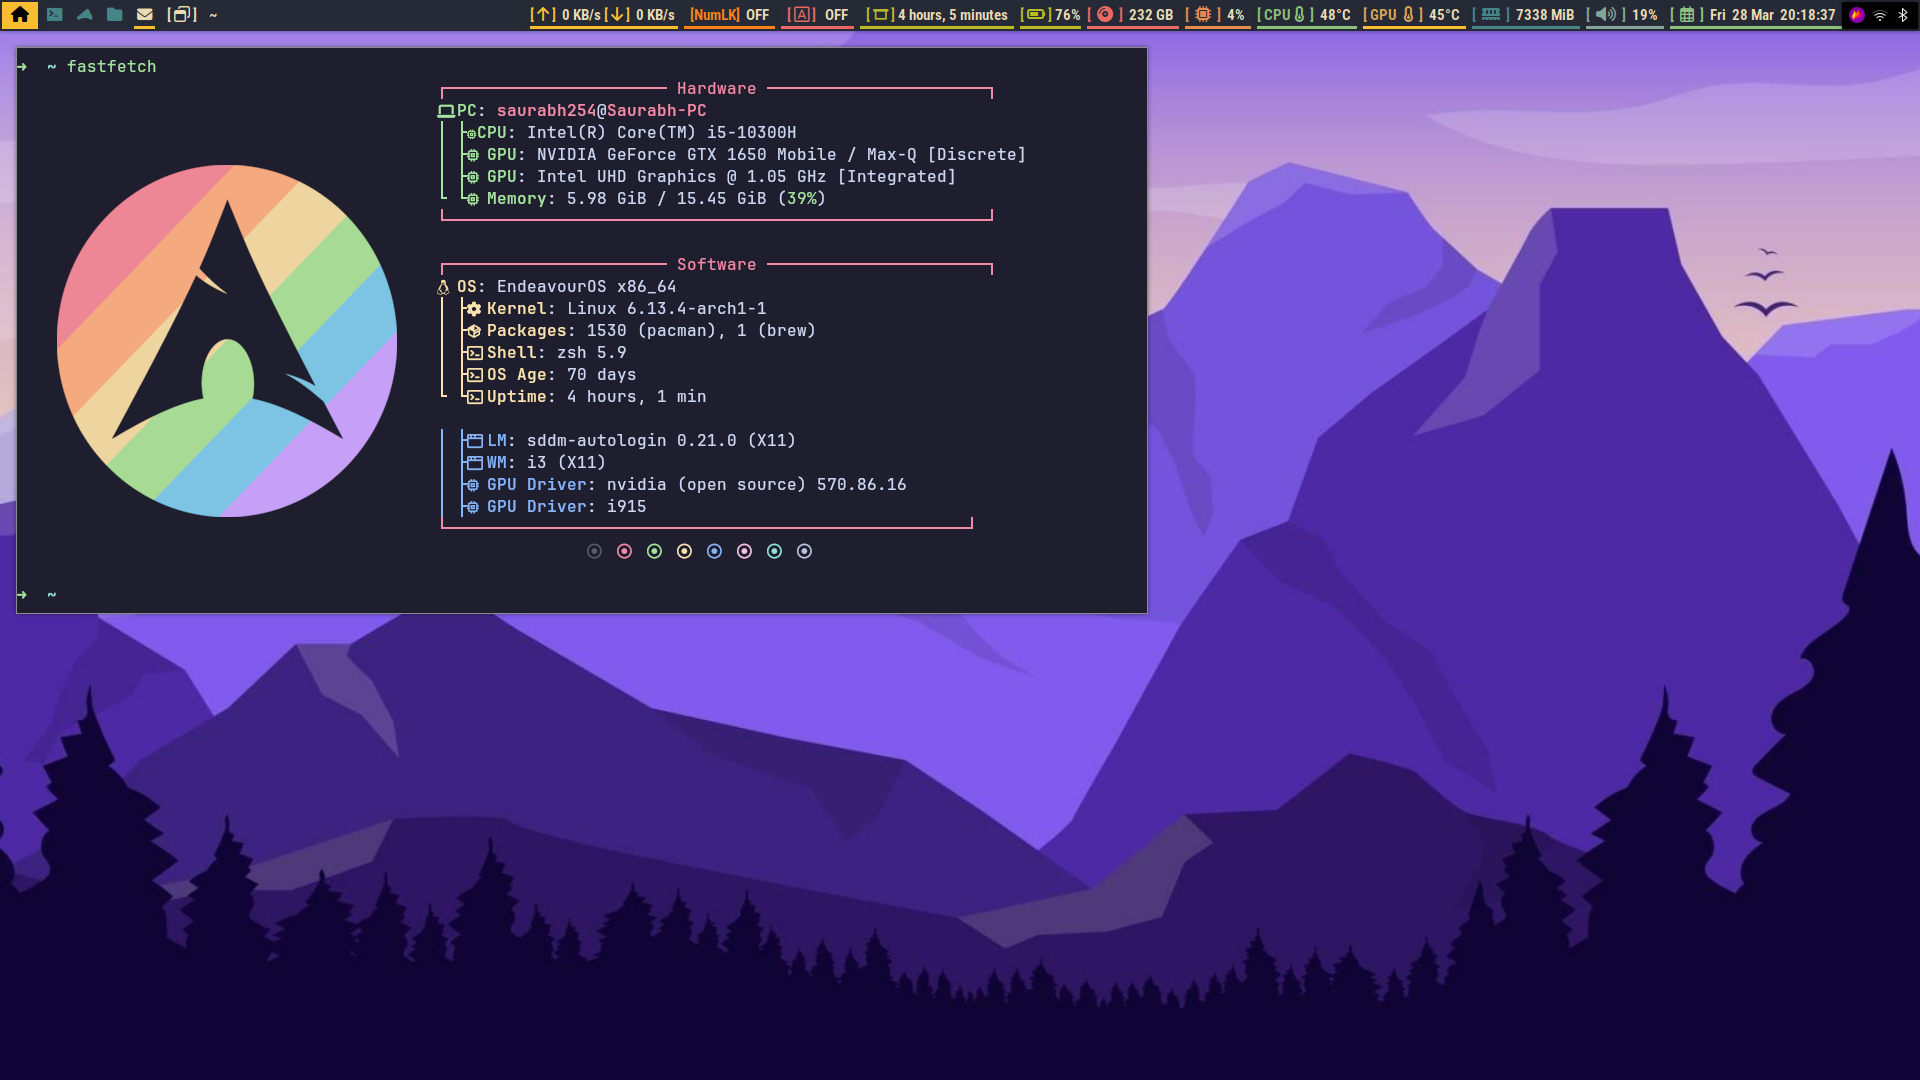 [ ] ~ [ ] 0 KB/s [ ] 0 KB/s [NumLK] OFF [ A ] OFF [ ] 4 hours, 5 minutes [ ] 76% [ ] 232 GB [ ] 4% [CPU ] 48°C [GPU ] 45°C [ ] 7338 MiB [ ] 19% [ ] Fri 28 Mar 20:18:37
~ fastfetch
Hardware
PC: saurabh254@Saurabh-PC
CPU: Intel(R) Core(TM) i5-10300H
GPU: NVIDIA GeForce GTX 1650 Mobile / Max-Q [Discrete]
GPU: Intel UHD Graphics @ 1.05 GHz [Integrated]
Memory: 5.98 GiB / 15.45 GiB (39%)
Software
OS: EndeavourOS x86_64
Kernel: Linux 6.13.4-arch1-1
Packages: 1530 (pacman), 1 (brew)
Shell: zsh 5.9
OS Age: 70 days
Uptime: 4 hours, 1 min
LM: sddm-autologin 0.21.0 (X11)
WM: i3 (X11)
GPU Driver: nvidia (open source) 570.86.16
GPU Driver: i915
~